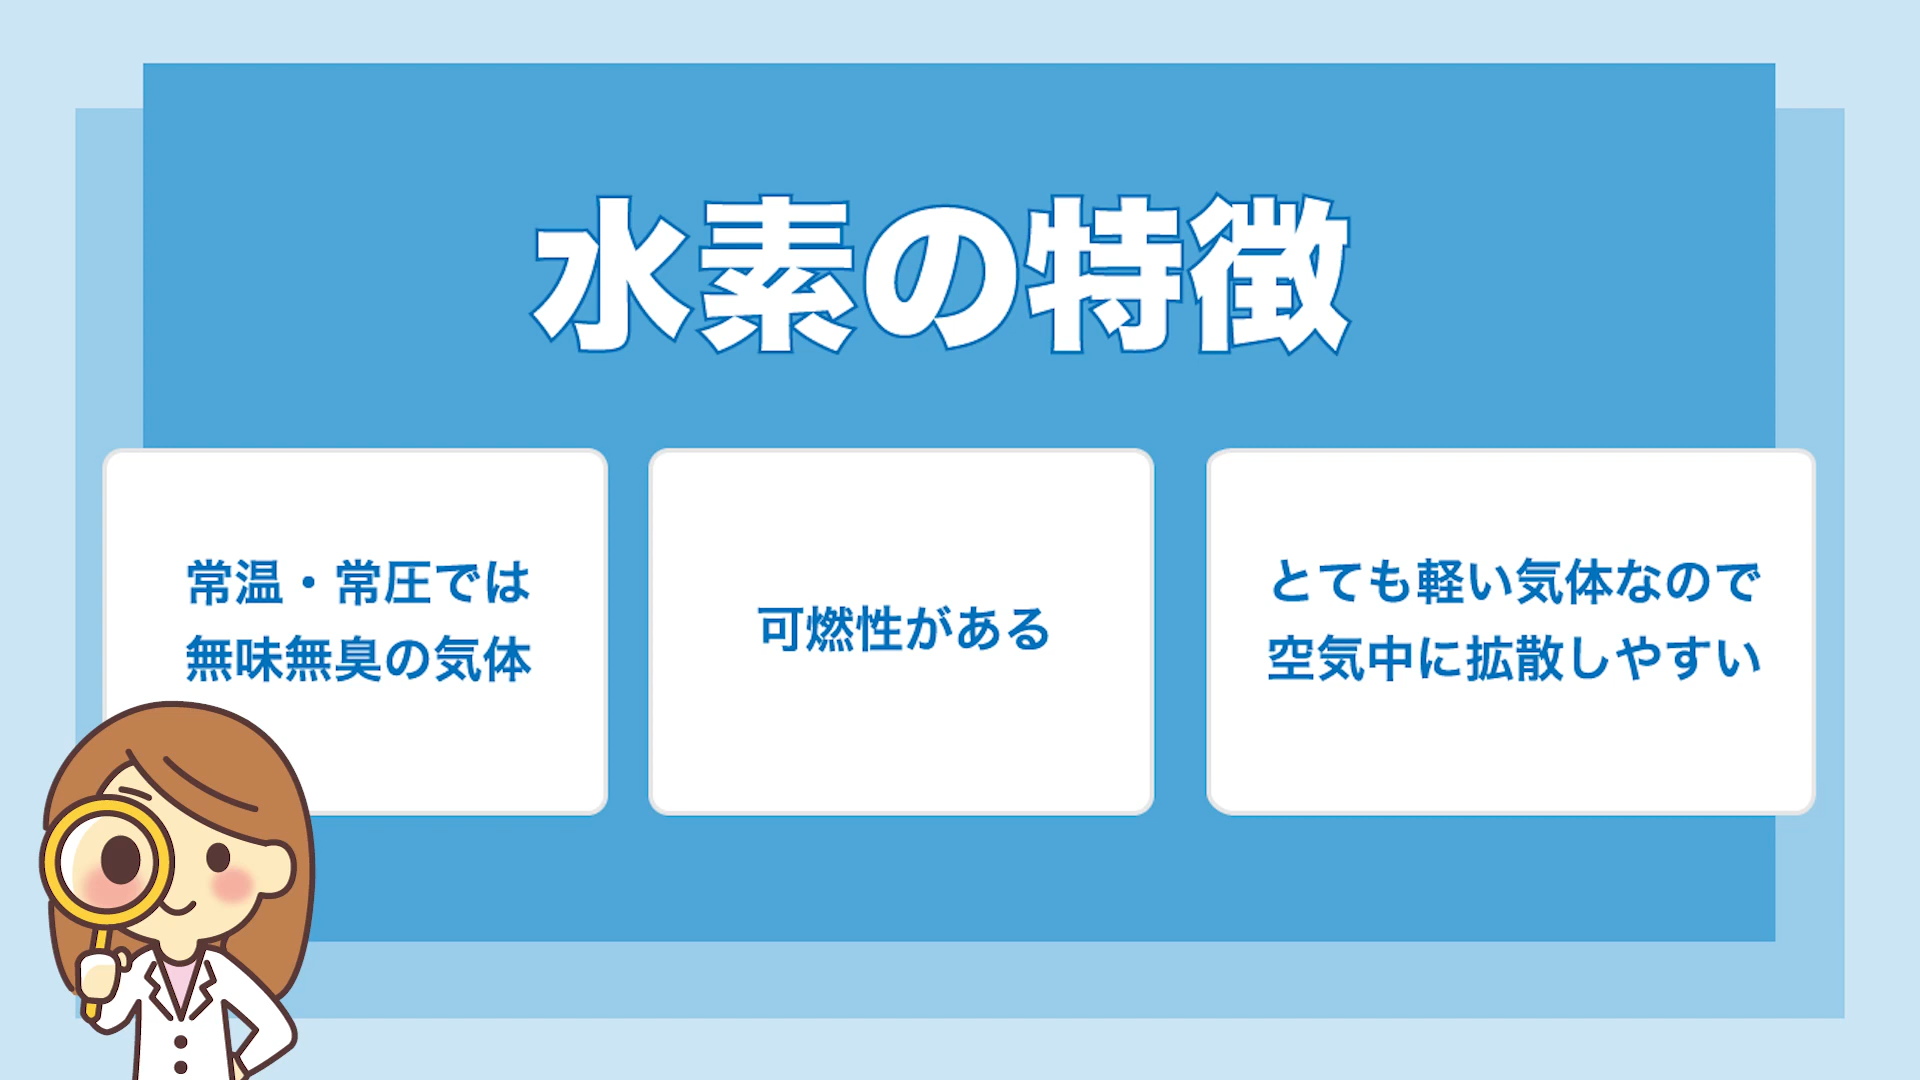 水素の特徴
常温・常圧では
無味無臭の気体
可燃性がある
とても軽い気体なので
空気中に拡散しやすい